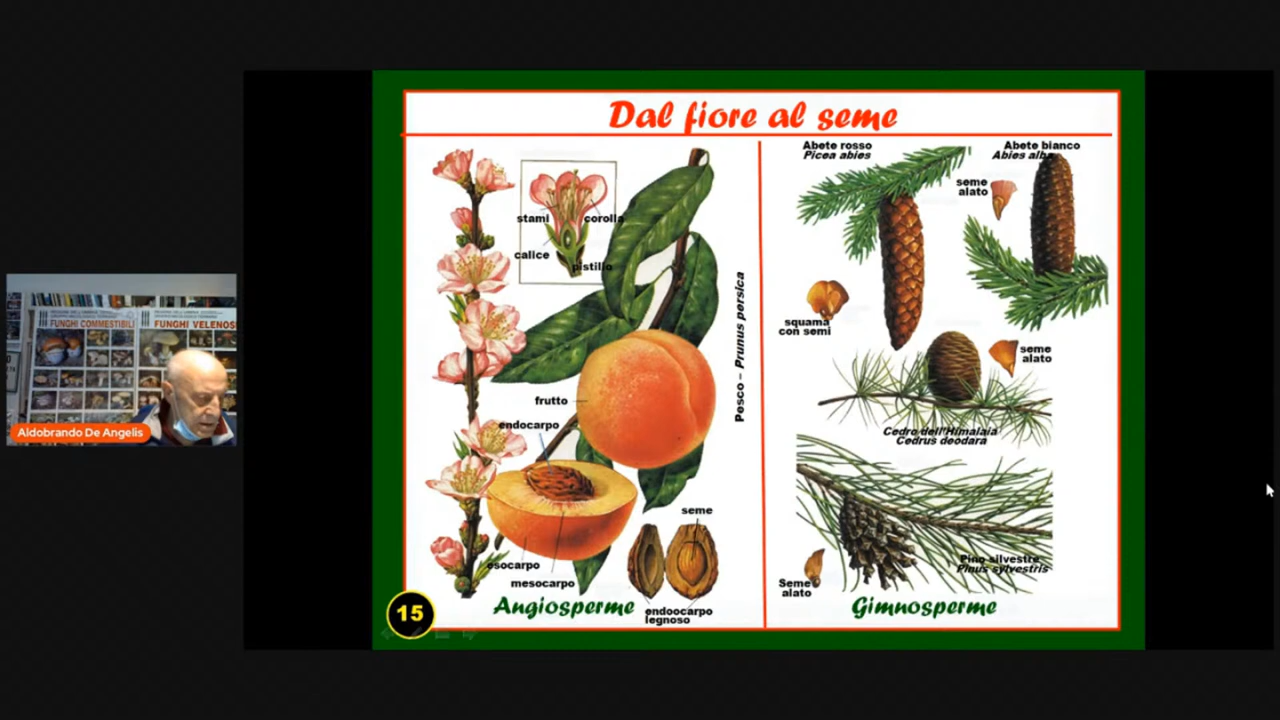 Dal fiore al seme
stami
corolla
calice
pistillo
frutto
endocarpo
esocarpo
mesocarpo
seme
endoocarpo
legnoso
Pesco – Prunus persica
Angiosperme
15
Abete rosso
Picea abies
Abete bianco
Abies alba
seme
alato
squama
con semi
seme
alato
Cedro dell'Himalaia
Cedrus deodara
Pino silvestre
Pinus sylvestris
Seme
alato
Gimnosperme
FUNGHI COMMESTIBILI
FUNGHI VELENOS
Aldobrando De Angelis